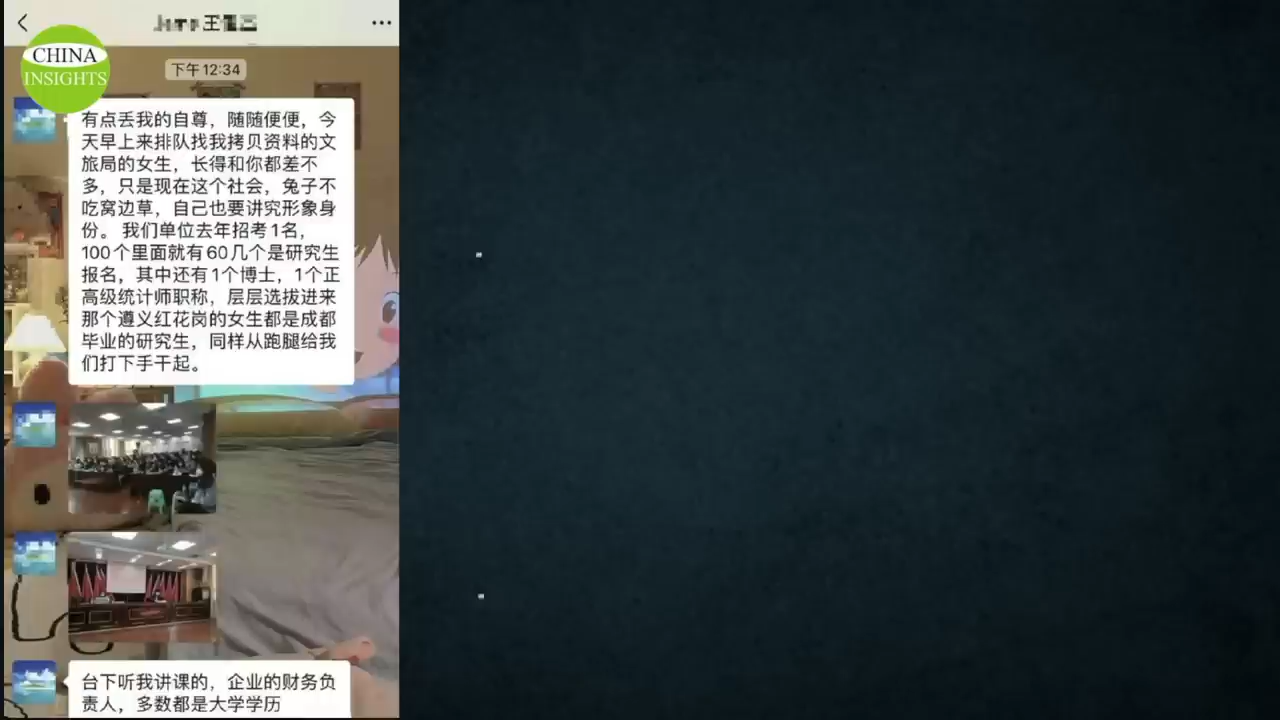 王
CHINA
INSIGHTS
下午12:34
有点丢我的自尊，随随便便，今
天早上来排队找我拷贝资料的文
旅局的女生，长得和你都差不
多，只是现在这个社会，兔子不
吃窝边草，自己也要讲究形象身
份。 我们单位去年招考1名，
100个里面就有60几个是研究生
报名，其中还有1个博士，1个正
高级统计师职称，层层选拔进来
那个遵义红花岗的女生都是成都
毕业的研究生，同样从跑腿给我
们打下手干起。
台下听我讲课的，企业的财务负
责人，多数都是大学学历